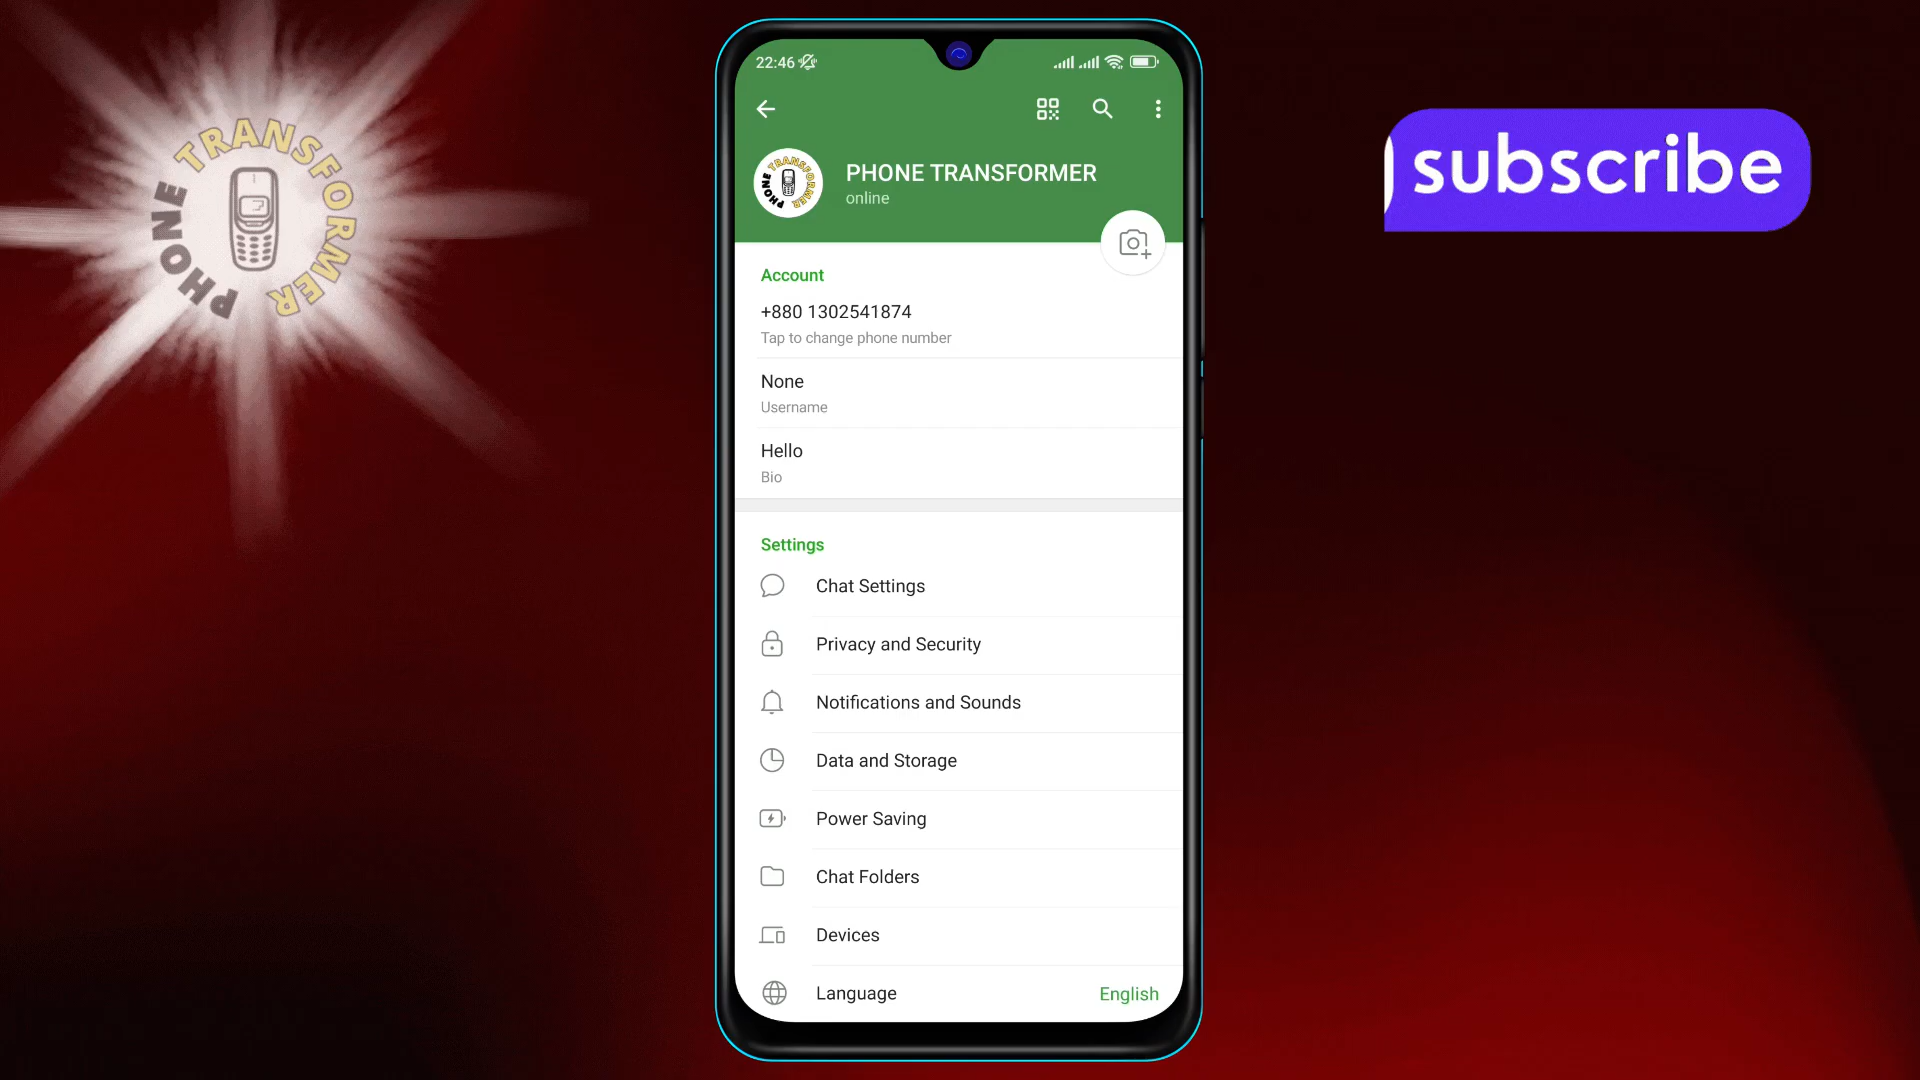 PHONE TRANSFORMER
subscribe
22:46
PHONE TRANSFORMER
PHONE TRANSFORMER
online
Account
+880 1302541874
Tap to change phone number
None
Username
Hello
Bio
Settings
Chat Settings
Privacy and Security
Notifications and Sounds
Data and Storage
Power Saving
Chat Folders
Devices
Language English